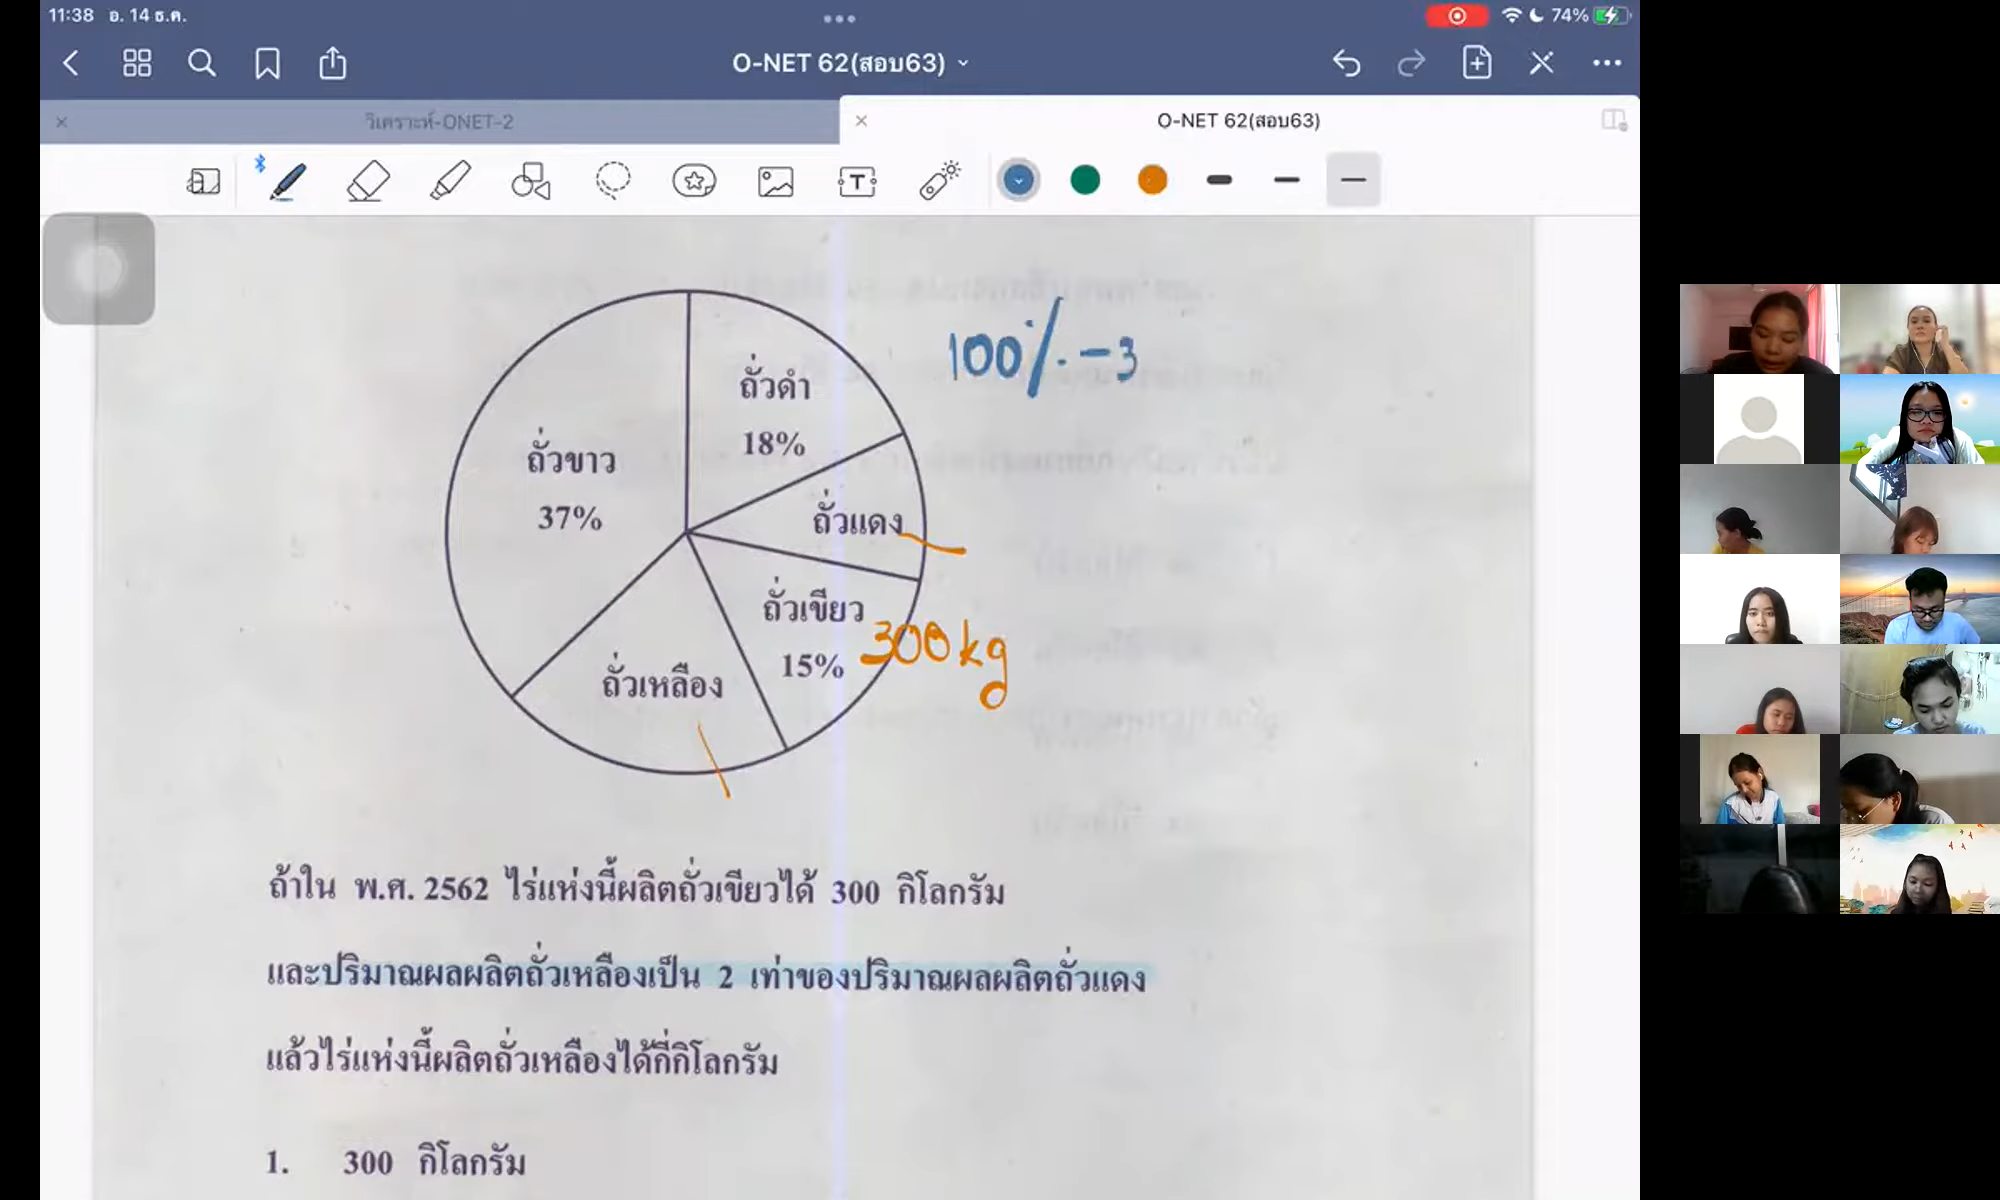 11:38 อ. 14 ธ.ค.
74%
O-NET 62(สอบ63)
วิเคราะห์-ONET-2
O-NET 62(สอบ63)
T
100% -3
ถั่วดำ
18%
ถั่วขาว
37%
ถั่วแดง
ถั่วเขียว
15%
300 kg
ถั่วเหลือง
ถ้าใน พ.ศ. 2562 ไร่แห่งนี้ผลิตถั่วเขียวได้ 300 กิโลกรัม
และปริมาณผลผลิตถั่วเหลืองเป็น 2 เท่าของปริมาณผลผลิตถั่วแดง
แล้วไร่แห่งนี้ผลิตถั่วเหลืองได้กี่กิโลกรัม
1. 300 กิโลกรัม